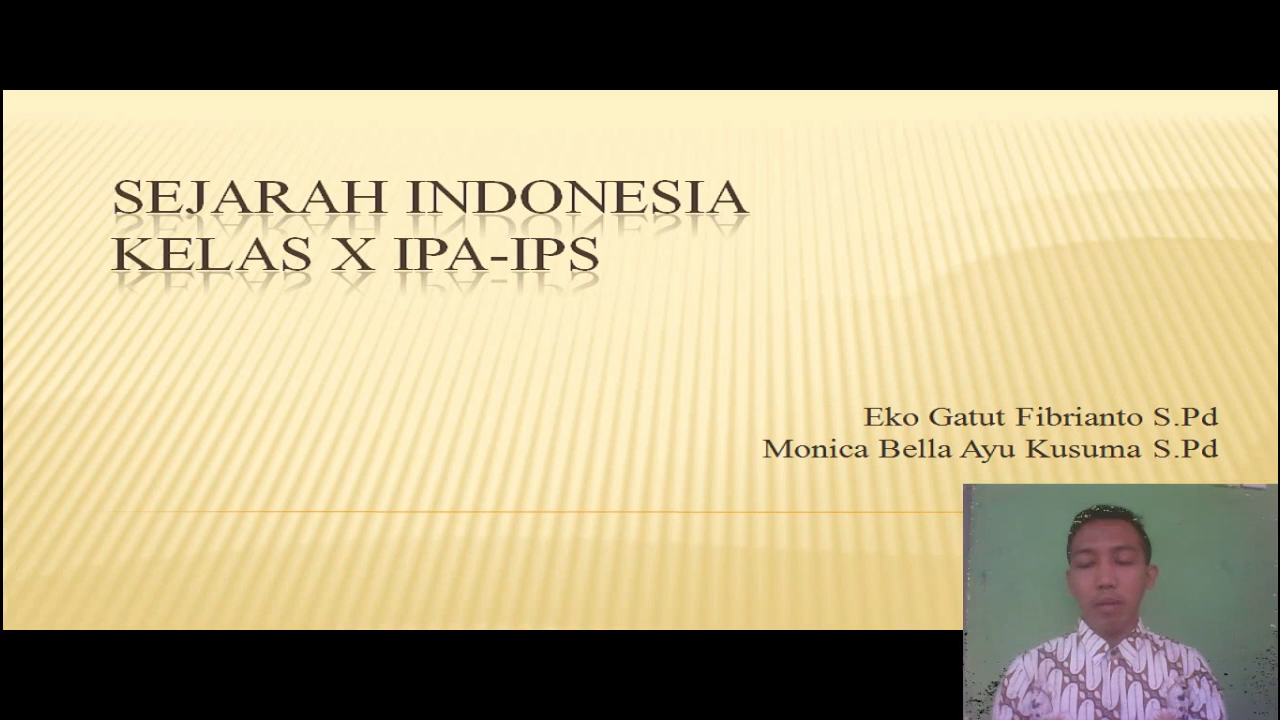 SEJARAH INDONESIA
KELAS X IPA-IPS
Eko Gatut Fibrianto S.Pd
Monica Bella Ayu Kusuma S.Pd